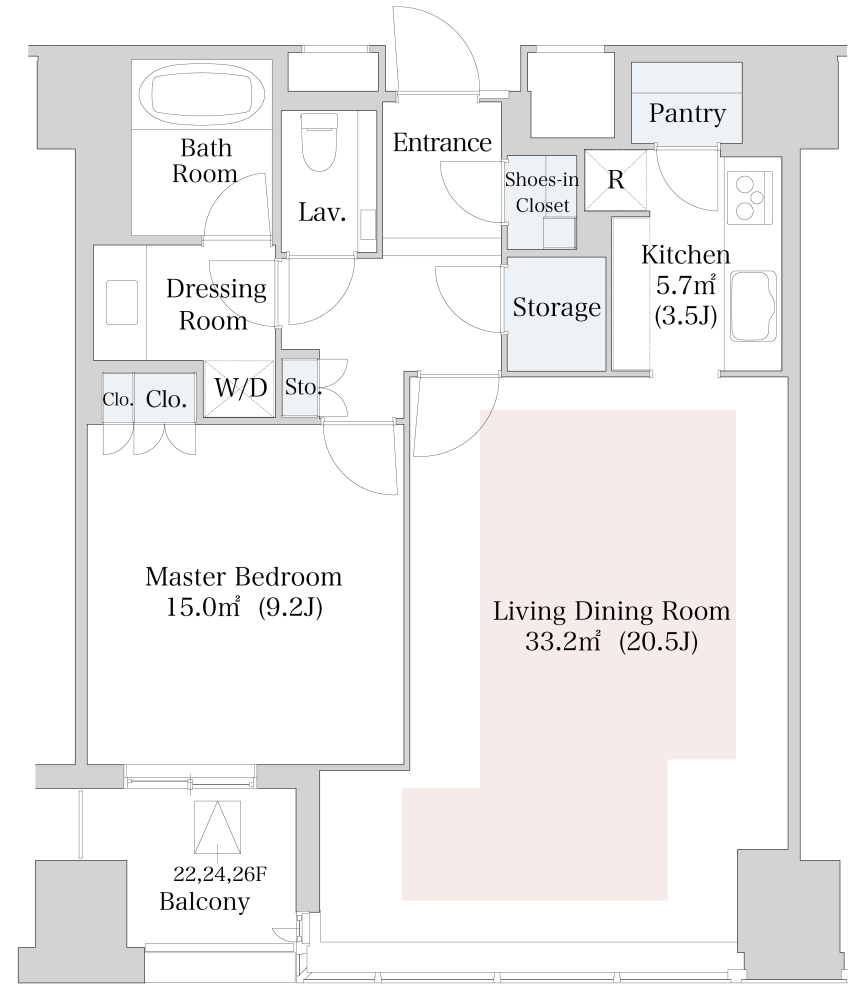 Pantry
Entrance
Bath
Room
Shoes-in
Closet
R
Lav.
Kitchen
5.7㎡
(3.5J)
Dressing
Room
Storage
W/D
Sto.
Clo.
Clo.
Master Bedroom
15.0㎡ (9.2J)
Living Dining Room
33.2㎡ (20.5J)
22,24,26F
Balcony